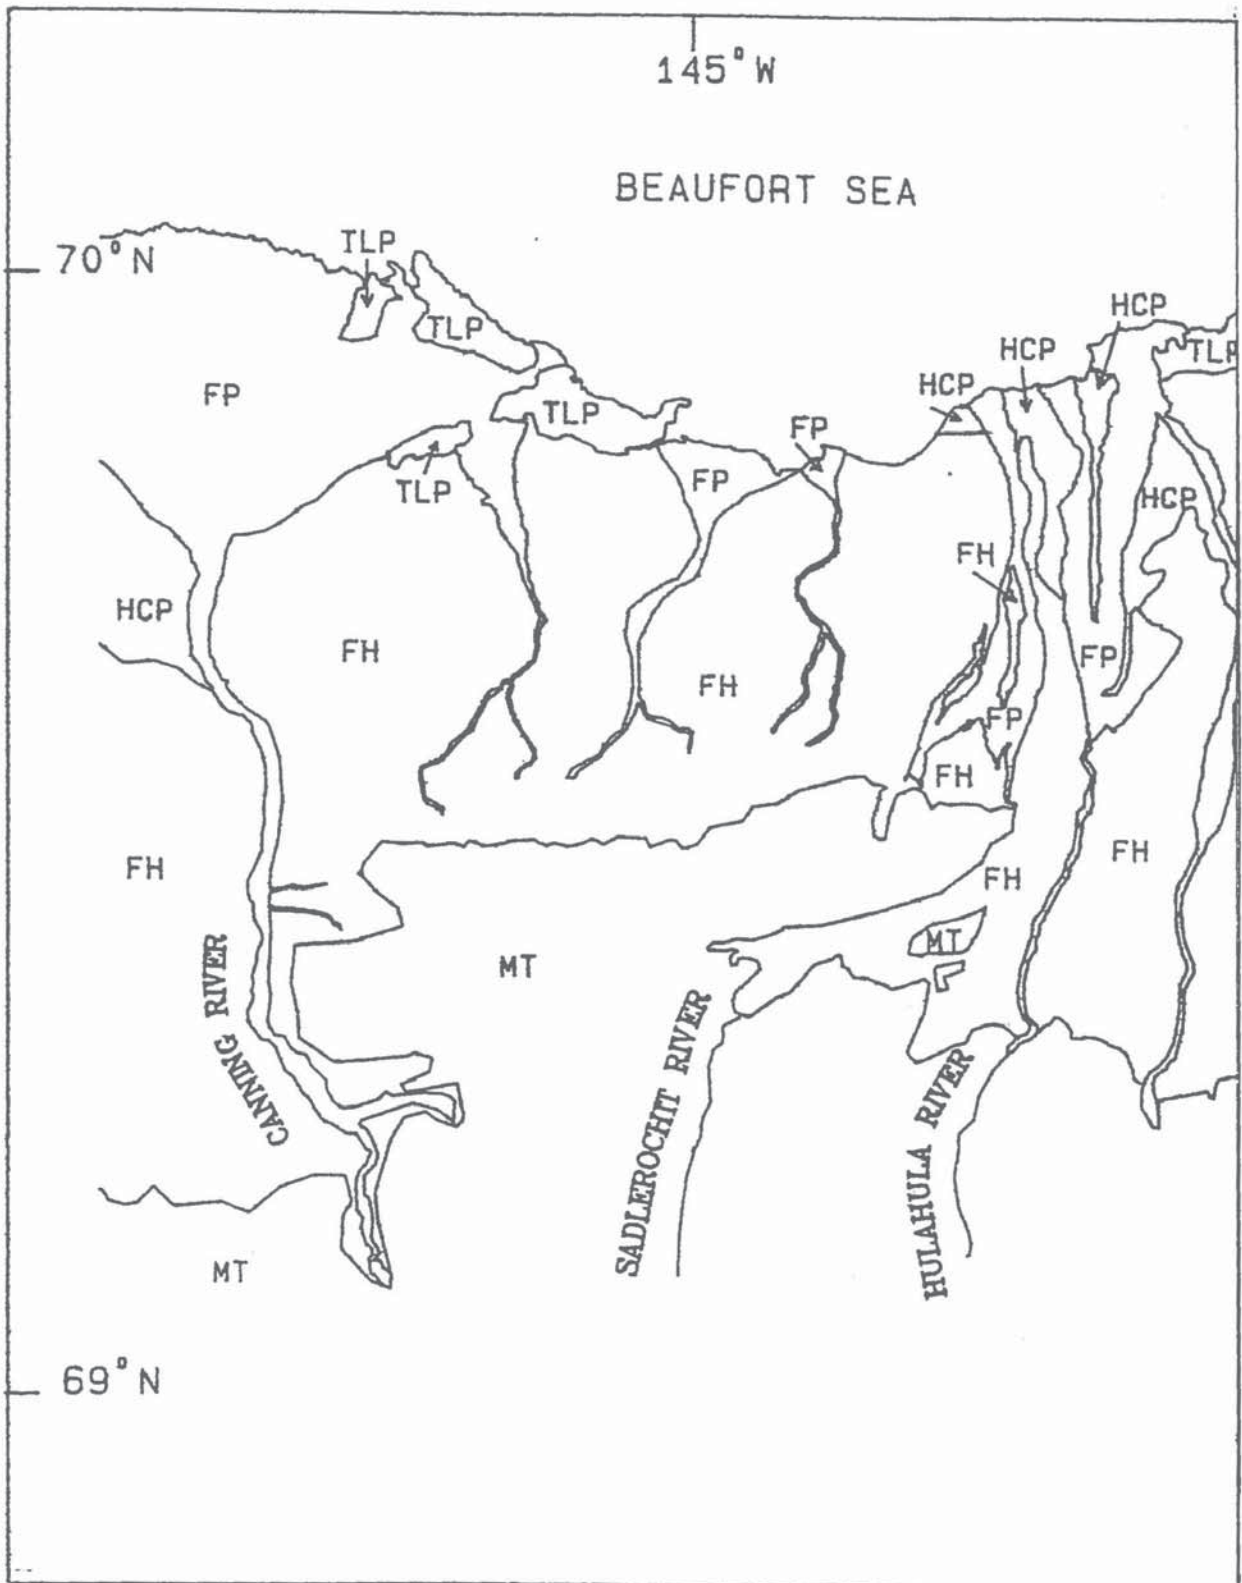 145°W
BEAUFORT SEA
70°N
TLP
TLP
HCP
HCP
TLP
HCP
FP
TLP
FP
FP
TLP
HCP
FH
HCP
FH
FP
FH
FP
FH
FH
FH
FH
MT
MT
CANNING RIVER
SADLEROCHIT RIVER
HULAHULA RIVER
MT
69°N